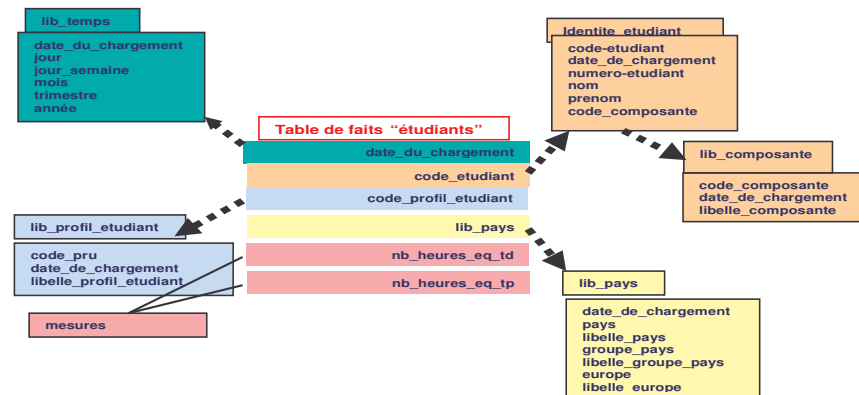 lib_temps
date_du_chargement
jour
jour_semaine
mois
trimestre
année
Identite_etudiant
code-etudiant
date_de_chargement
numero-etudiant
nom
prenom
code_composante
Table de faits “étudiants”
date_du_chargement
code_etudiant
code_profil_etudiant
lib_pays
nb_heures_eq_td
nb_heures_eq_tp
lib_composante
code_composante
date_de_chargement
libelle_composante
lib_profil_etudiant
code_pru
date_de_chargement
libelle_profil_etudiant
mesures
lib_pays
date_de_chargement
pays
libelle_pays
groupe_pays
libelle_groupe_pays
europe
libelle_europe